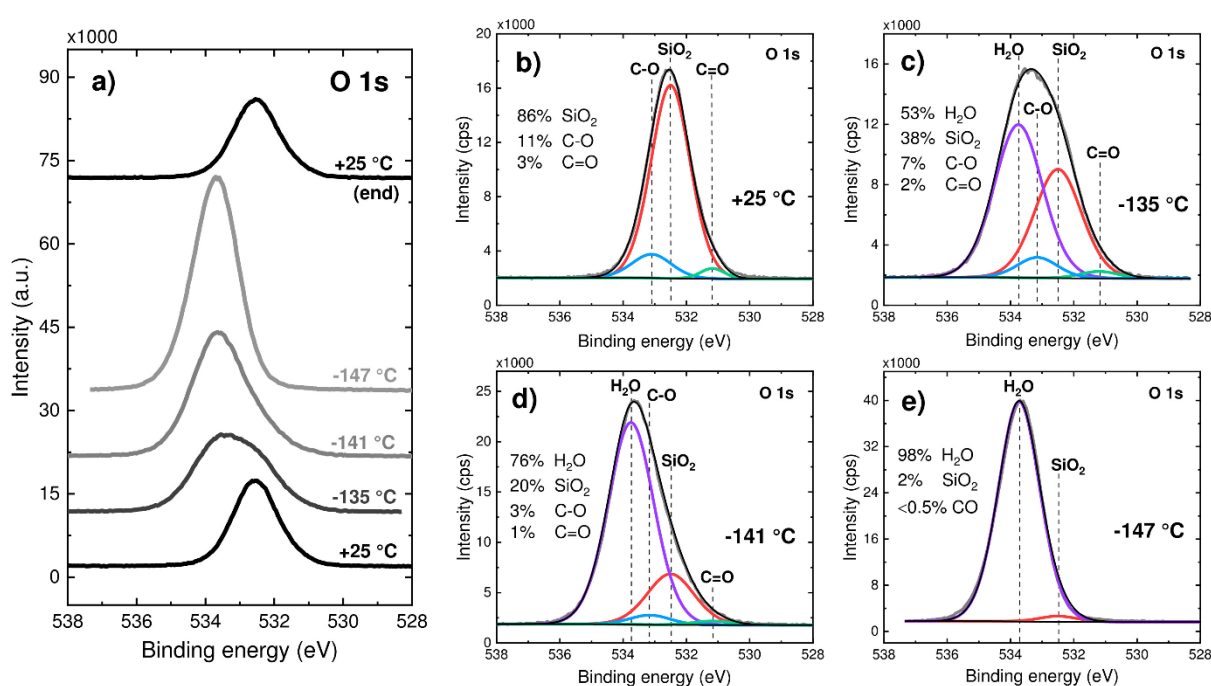 x1000
a)
O 1s
90
75
60
45
30
15
0
+25 °C
(end)
-147 °C
-141 °C
-135 °C
+25 °C
538 536 534 532 530 528
Binding energy (eV)
Intensity (a.u.)
x1000
b)
O 1s
SiO₂
C-O C=O
86% SiO₂
11% C-O
3% C=O
+25 °C
20
18
16
14
12
10
8
6
4
2
0
538 536 534 532 530 528
Binding energy (eV)
Intensity (cps)
x1000
c)
O 1s
H₂O SiO₂
C-O
C=O
53% H₂O
38% SiO₂
7% C-O
2% C=O
-135 °C
16
12
8
4
0
538 536 534 532 530 528
Binding energy (eV)
Intensity (cps)
x1000
d)
O 1s
H₂O C-O
SiO₂
C=O
76% H₂O
20% SiO₂
3% C-O
1% C=O
-141 °C
25
20
15
10
5
0
538 536 534 532 530 528
Binding energy (eV)
Intensity (cps)
x1000
e)
O 1s
H₂O
SiO₂
98% H₂O
2% SiO₂
<0.5% CO
-147 °C
40
32
24
16
8
0
538 536 534 532 530 528
Binding energy (eV)
Intensity (cps)